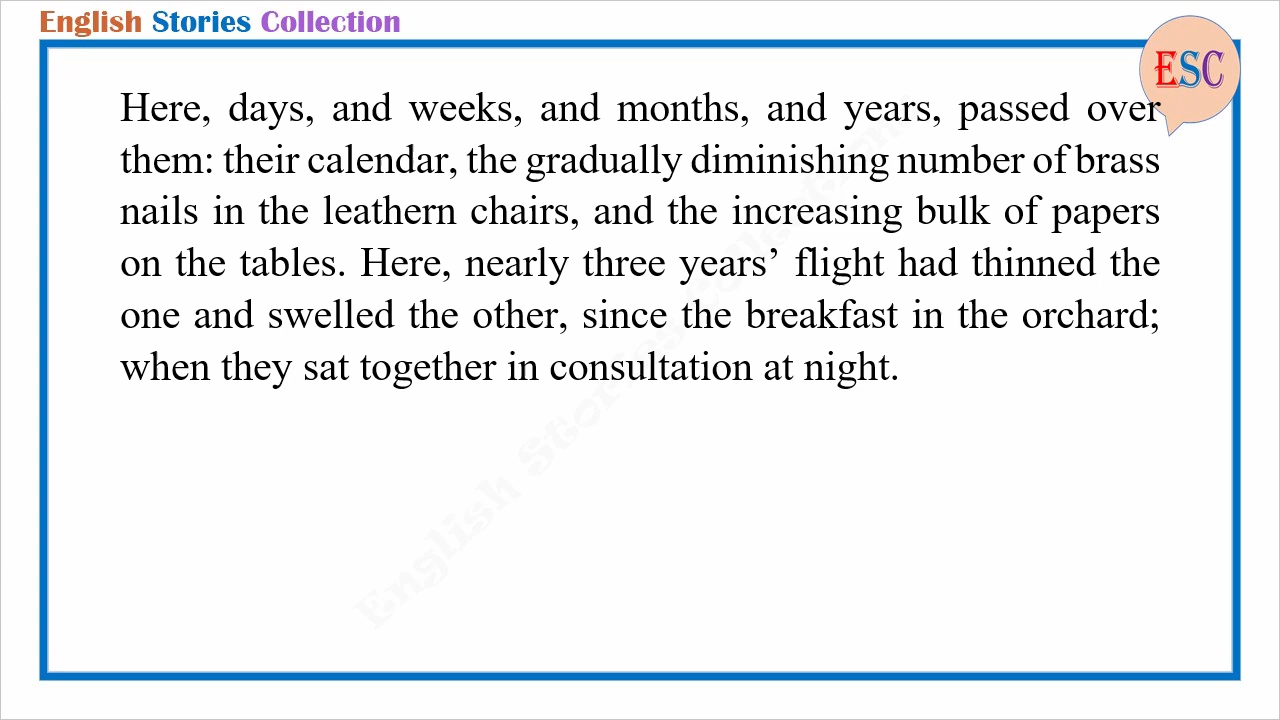 English Stories Collection
ESC
Here, days, and weeks, and months, and years, passed over
them: their calendar, the gradually diminishing number of brass
nails in the leathern chairs, and the increasing bulk of papers
on the tables. Here, nearly three years’ flight had thinned the
one and swelled the other, since the breakfast in the orchard;
when they sat together in consultation at night.
English Stories Collection